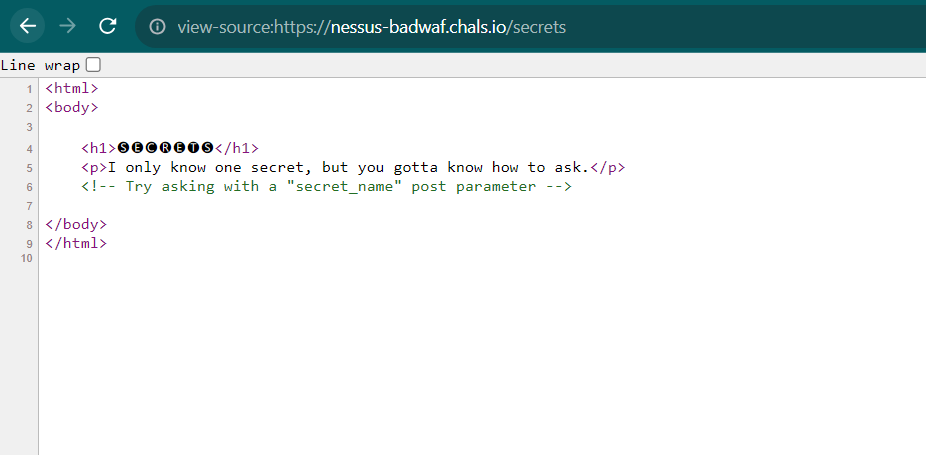 view-source:https://nessus-badwaf.chals.io/secrets
Line wrap
1 <html>
2 <body>
3
4 <h1>🅢🅔🅒🅡🅔🅣🅢</h1>
5 <p>I only know one secret, but you gotta know how to ask.</p>
6 <!-- Try asking with a "secret_name" post parameter -->
7
8 </body>
9 </html>
10